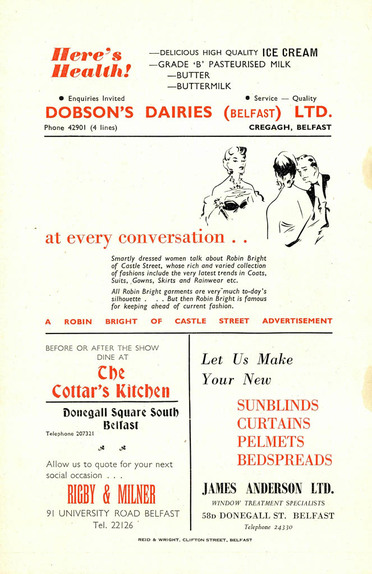 Here's
Health!
—DELICIOUS HIGH QUALITY ICE CREAM
—GRADE 'B' PASTEURISED MILK
—BUTTER
—BUTTERMILK
● Enquiries Invited
● Service — Quality
DOBSON'S DAIRIES (BELFAST) LTD.
Phone 42901 (4 lines)
CREGAGH, BELFAST
at every conversation . .
Smartly dressed women talk about Robin Bright
of Castle Street, whose rich and varied collection
of fashions include the very latest trends in Coats,
Suits, Gowns, Skirts and Rainwear etc.
All Robin Bright garments are very much to-day's
silhouette . . . But then Robin Bright is famous
for keeping ahead of current fashion.
A ROBIN BRIGHT OF CASTLE STREET ADVERTISEMENT
BEFORE OR AFTER THE SHOW
DINE AT
The
Cottar's Kitchen
Donegall Square South
Belfast
Telephone 207321
Allow us to quote for your next
social occasion . . .
RIGBY & MILNER
91 UNIVERSITY ROAD BELFAST
Tel. 22126
Let Us Make
Your New
SUNBLINDS
CURTAINS
PELMETS
BEDSPREADS
JAMES ANDERSON LTD.
WINDOW TREATMENT SPECIALISTS
58D DONEGALL ST. BELFAST
Telephone 24330
REID & WRIGHT, CLIFTON STREET, BELFAST